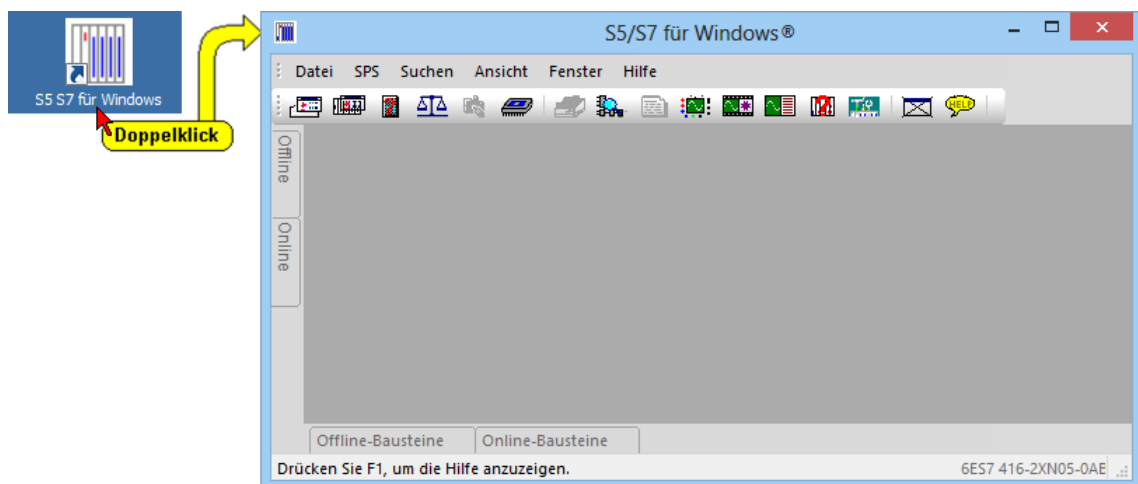 S5 S7 für Windows
Doppelklick
S5/S7 für Windows®
Datei SPS Suchen Ansicht Fenster Hilfe
HELP
Offline
Online
Offline-Bausteine Online-Bausteine
Drücken Sie F1, um die Hilfe anzuzeigen. 6ES7 416-2XN05-0AE